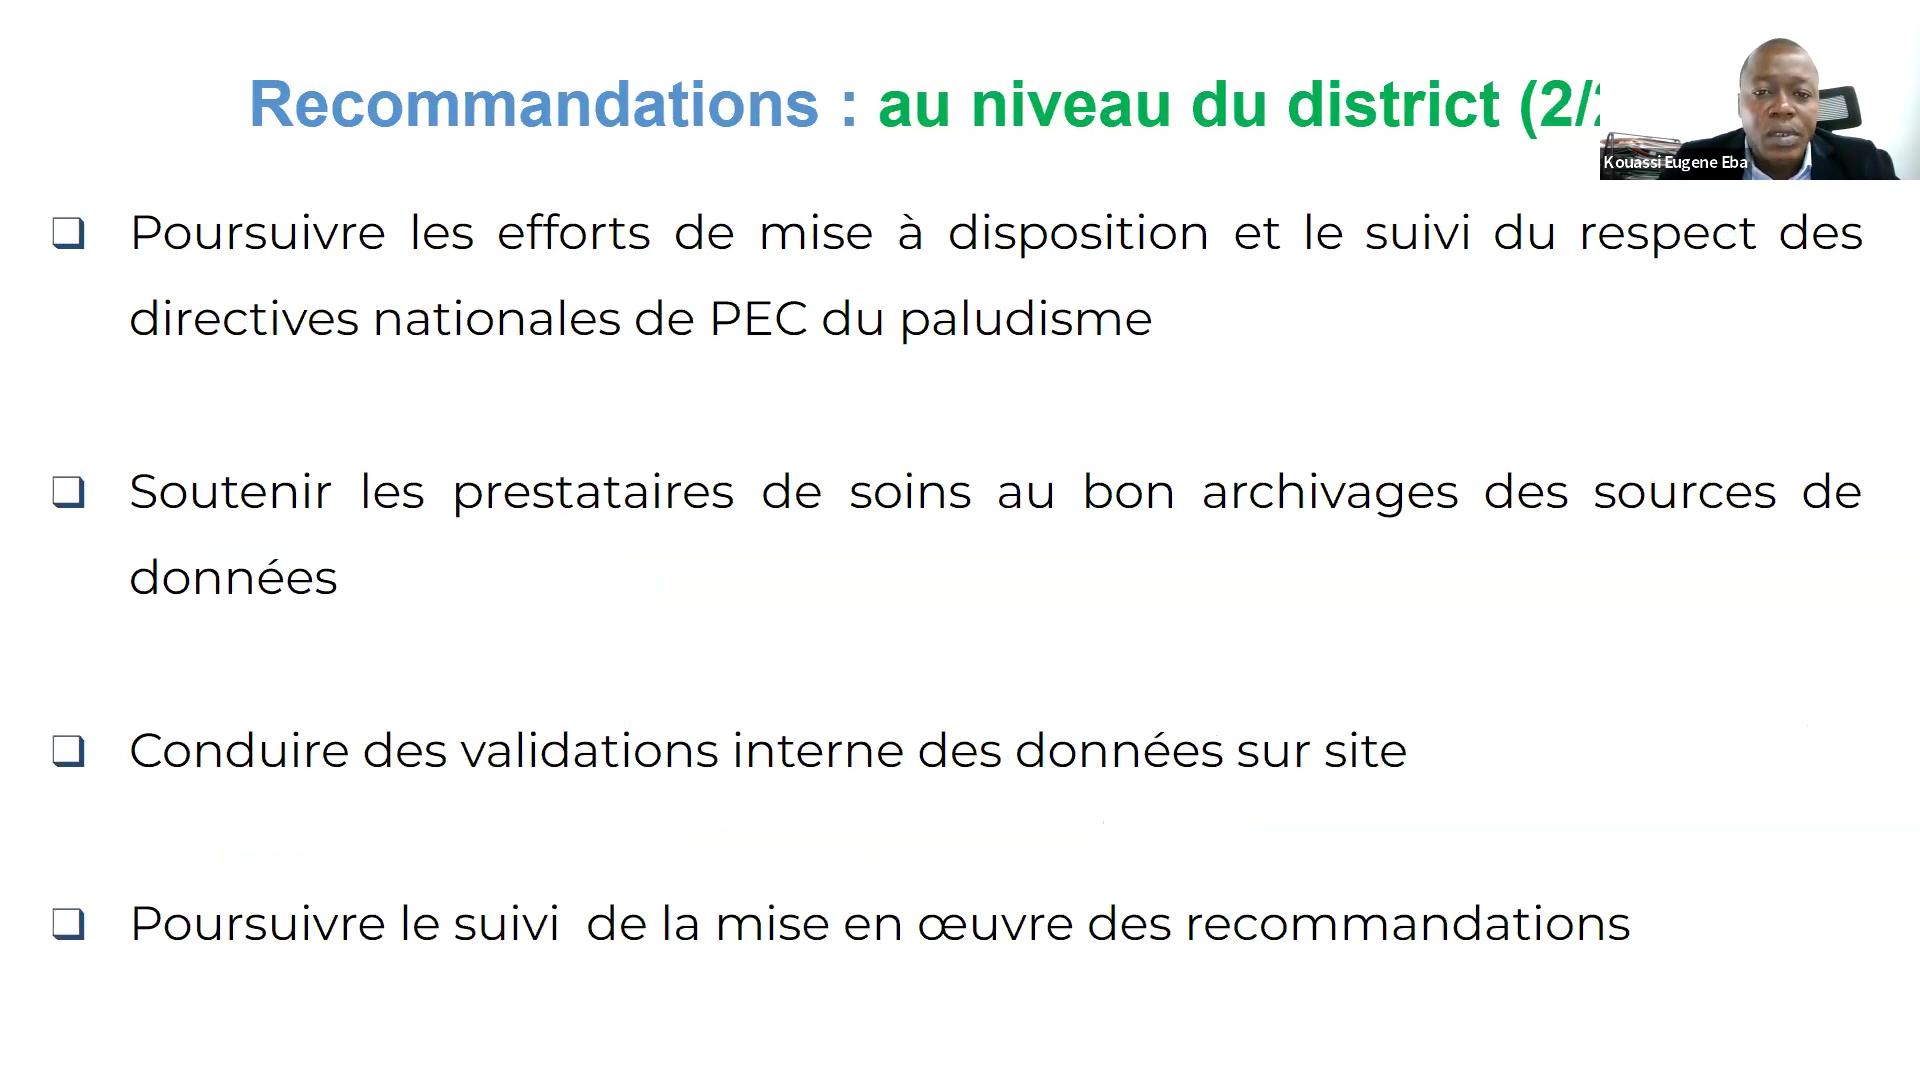 Recommandations : au niveau du district (2/
Kouassi Eugene Eba
Poursuivre les efforts de mise à disposition et le suivi du respect des
directives nationales de PEC du paludisme
Soutenir les prestataires de soins au bon archivages des sources de
données
Conduire des validations interne des données sur site
Poursuivre le suivi de la mise en œuvre des recommandations